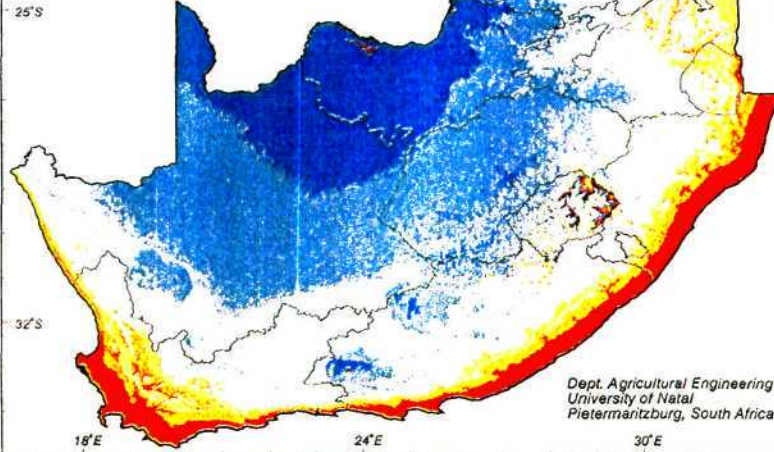 25°S
32°S
Dept. Agricultural Engineering
University of Natal
Pietermaritzburg, South Africa
18°E
24°E
30°E